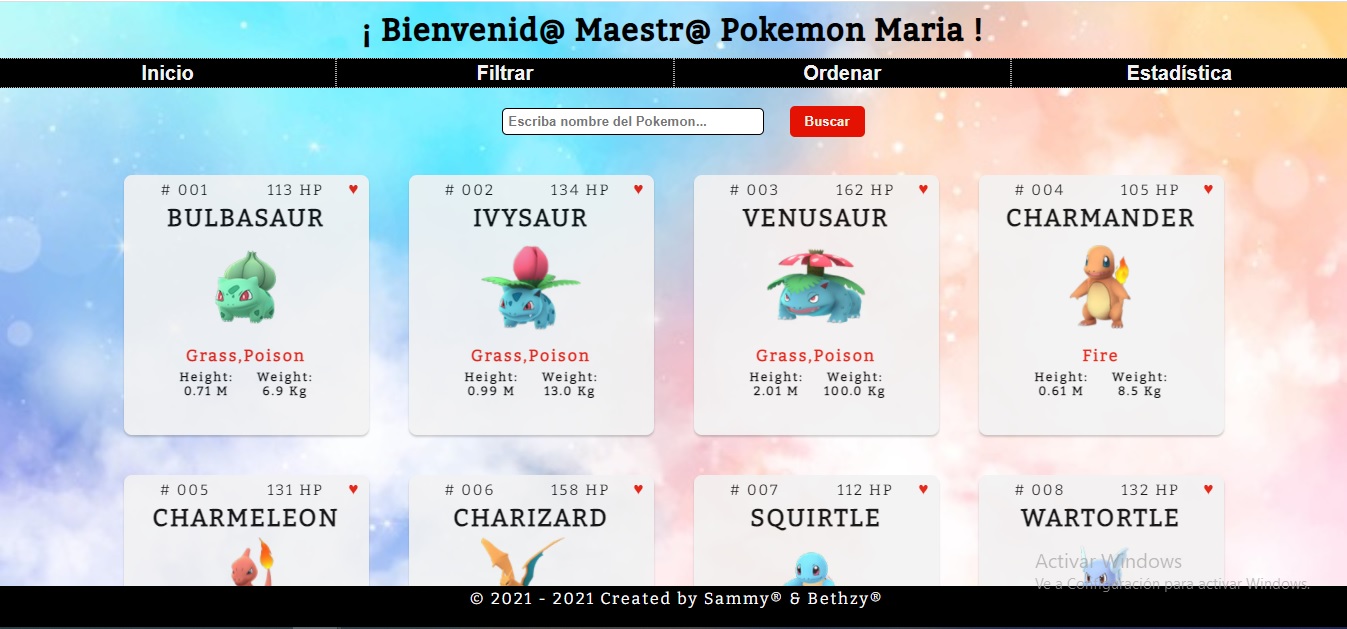 ¡ Bienvenid@ Maestr@ Pokemon Maria !
Inicio Filtrar Ordenar Estadística
Escriba nombre del Pokemon... Buscar
# 001 113 HP ♥
BULBASAUR
Grass,Poison
Height: Weight:
0.71 M 6.9 Kg
# 002 134 HP ♥
IVYSAUR
Grass,Poison
Height: Weight:
0.99 M 13.0 Kg
# 003 162 HP ♥
VENUSAUR
Grass,Poison
Height: Weight:
2.01 M 100.0 Kg
# 004 105 HP ♥
CHARMANDER
Fire
Height: Weight:
0.61 M 8.5 Kg
# 005 131 HP ♥
CHARMELEON
# 006 158 HP ♥
CHARIZARD
# 007 112 HP ♥
SQUIRTLE
# 008 132 HP ♥
WARTORTLE
Activar Windows
Ve a Configuración para activar Windows.
© 2021 - 2021 Created by Sammy® & Bethzy®